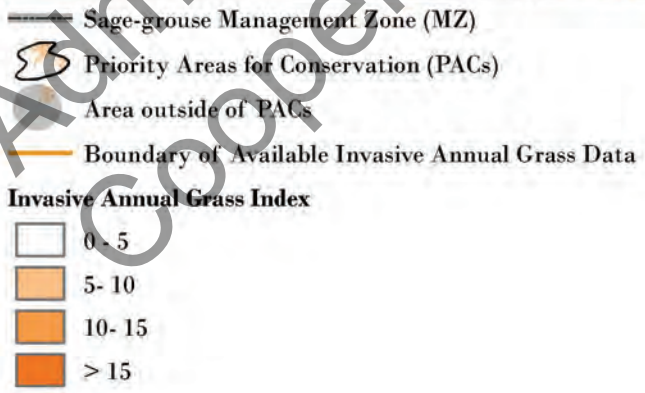 Sage-grouse Management Zone (MZ)
Priority Areas for Conservation (PACs)
Area outside of PACs
Boundary of Available Invasive Annual Grass Data
Invasive Annual Grass Index
0 - 5
5- 10
10- 15
> 15